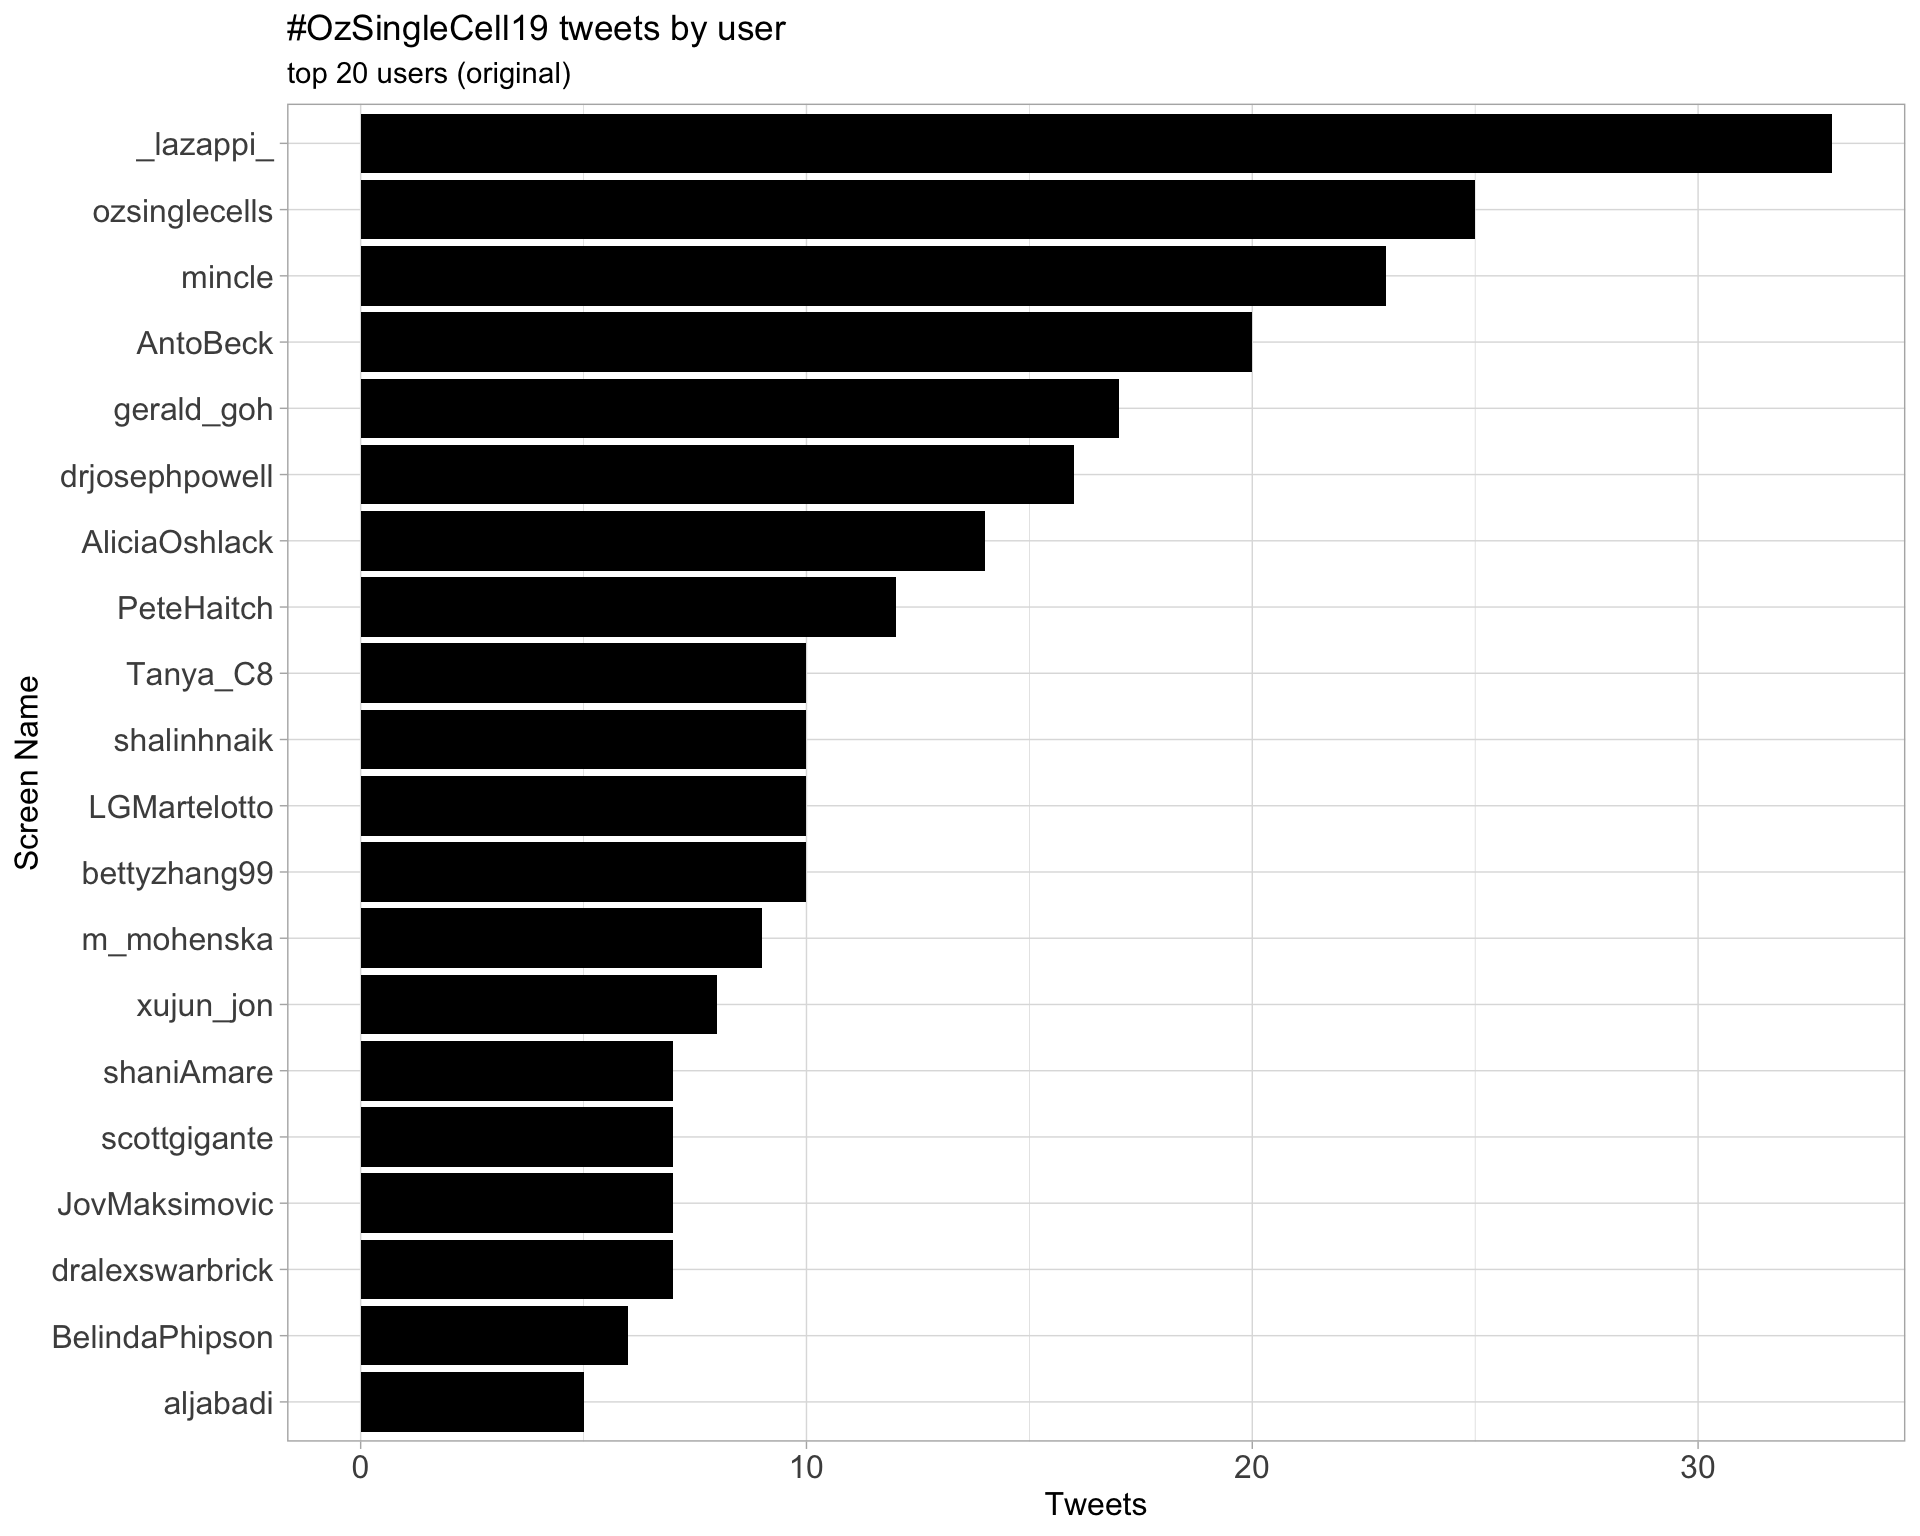 #OzSingleCell19 tweets by user
top 20 users (original)
_lazappi_
ozsinglecells
mincle
AntoBeck
gerald_goh
drjosephpowell
AliciaOshlack
PeteHaitch
Tanya_C8
shalinhnaik
LGMartelotto
bettyzhang99
m_mohenska
xujun_jon
shaniAmare
scottgigante
JovMaksimovic
dralexswarbrick
BelindaPhipson
aljabadi
Screen Name
0 10 20 30
Tweets